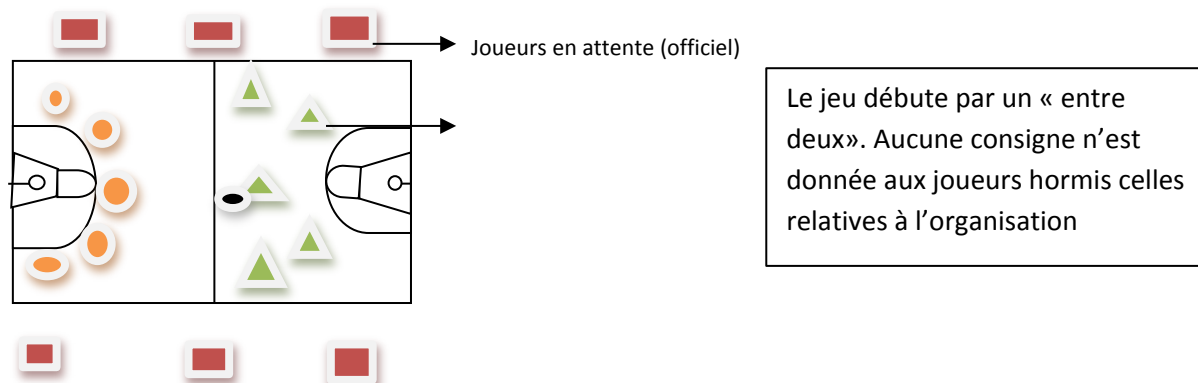 Joueurs en attente (officiel)
Le jeu débute par un « entre
deux». Aucune consigne n’est
donnée aux joueurs hormis celles
relatives à l’organisation